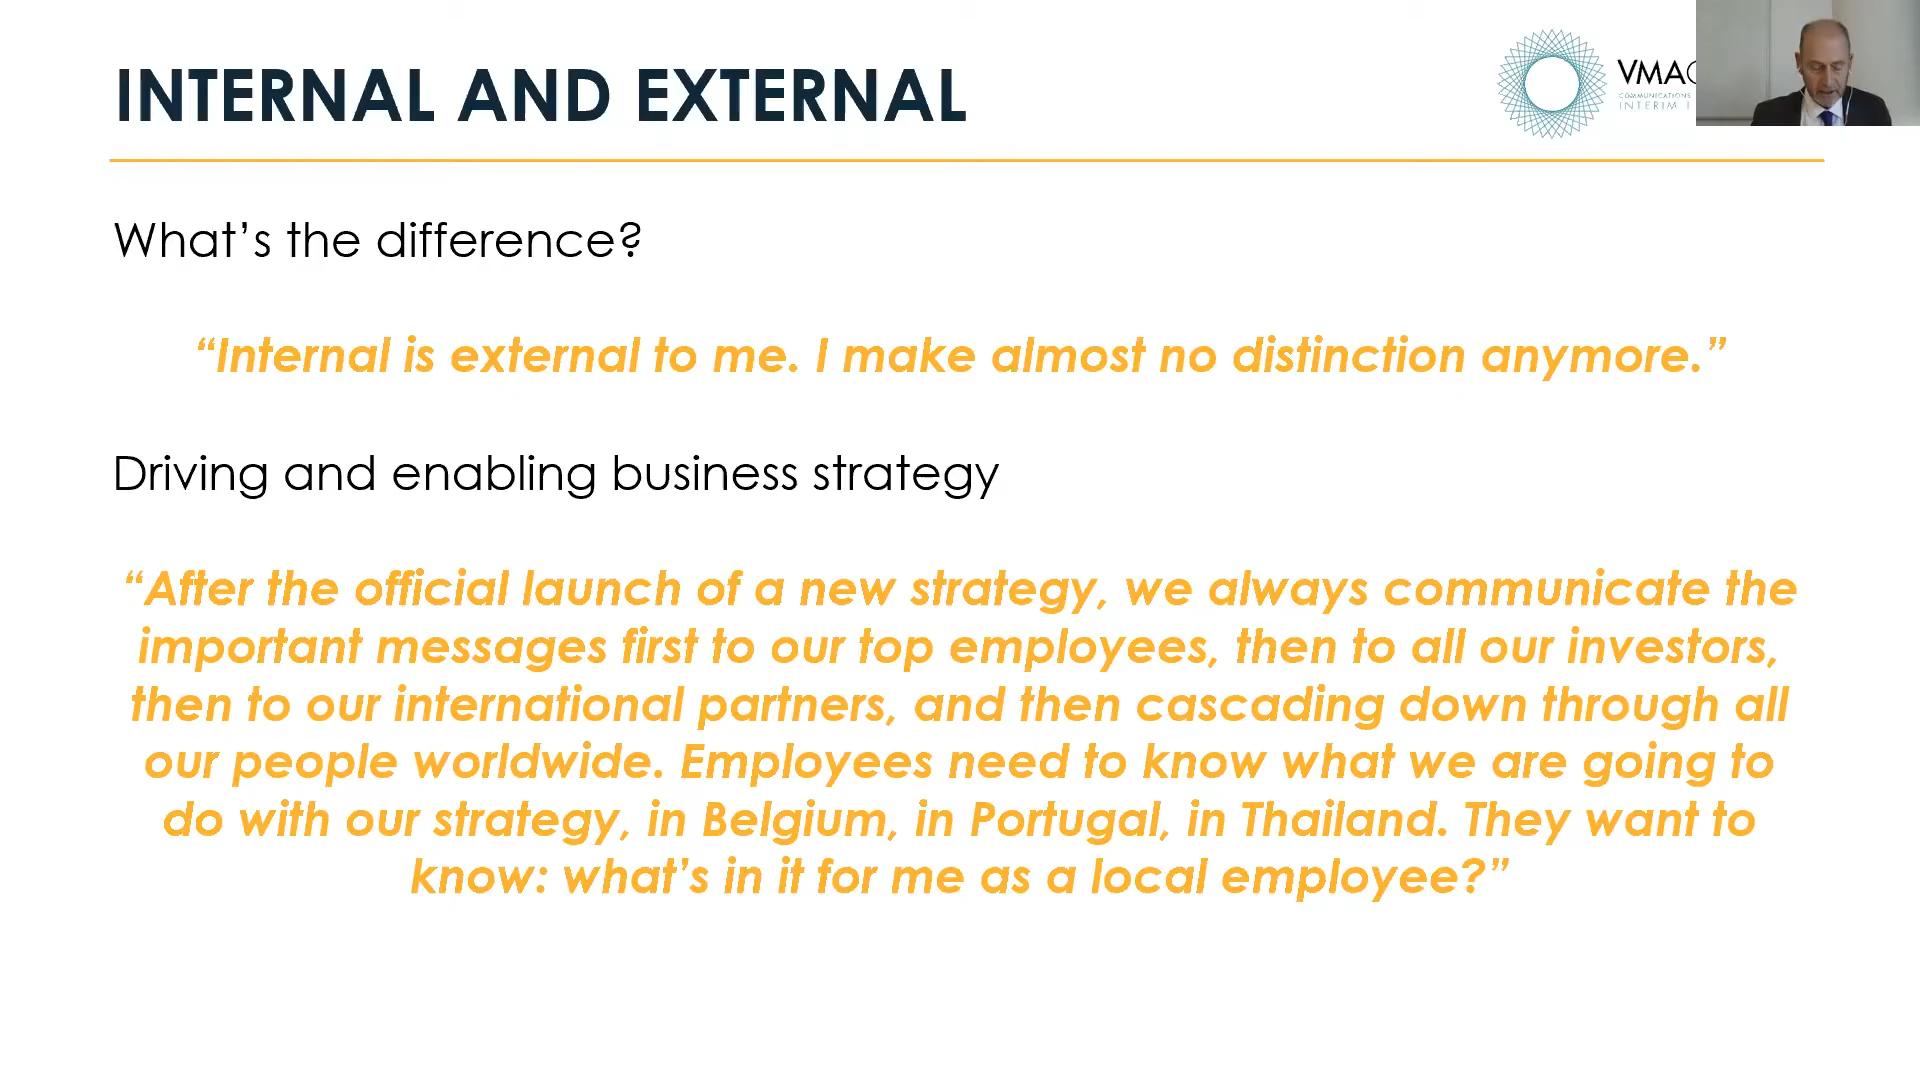 INTERNAL AND EXTERNAL
VMA
COMMUNICATIONS
INTERIM
What’s the difference?
“Internal is external to me. I make almost no distinction anymore.”
Driving and enabling business strategy
“After the official launch of a new strategy, we always communicate the
important messages first to our top employees, then to all our investors,
then to our international partners, and then cascading down through all
our people worldwide. Employees need to know what we are going to
do with our strategy, in Belgium, in Portugal, in Thailand. They want to
know: what’s in it for me as a local employee?”